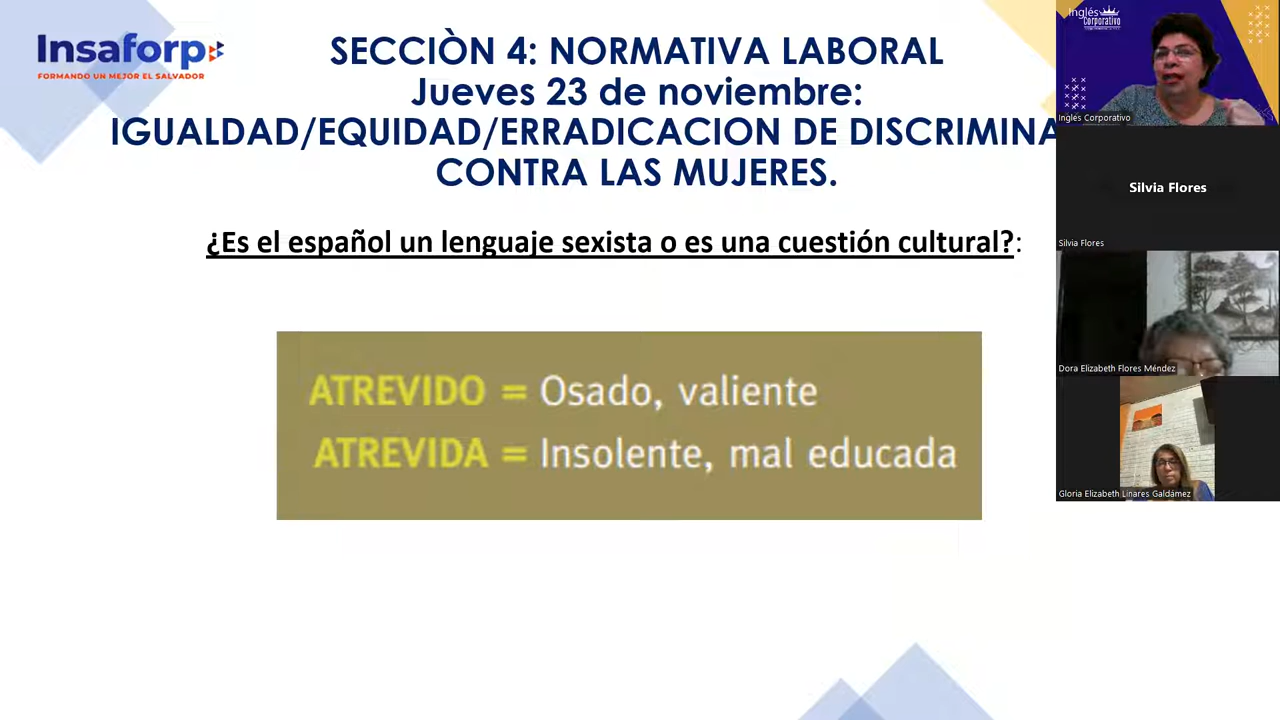 Insaforp
FORMANDO UN MEJOR EL SALVADOR
SECCIÒN 4: NORMATIVA LABORAL
Jueves 23 de noviembre:
IGUALDAD/EQUIDAD/ERRADICACION DE DISCRIMINA
CONTRA LAS MUJERES.
¿Es el español un lenguaje sexista o es una cuestión cultural?:
ATREVIDO = Osado, valiente
ATREVIDA = Insolente, mal educada
Inglés
Corporativo
Inglés Corporativo
Silvia Flores
Silvia Flores
Dora Elizabeth Flores Méndez
Gloria Elizabeth Linares Galdámez